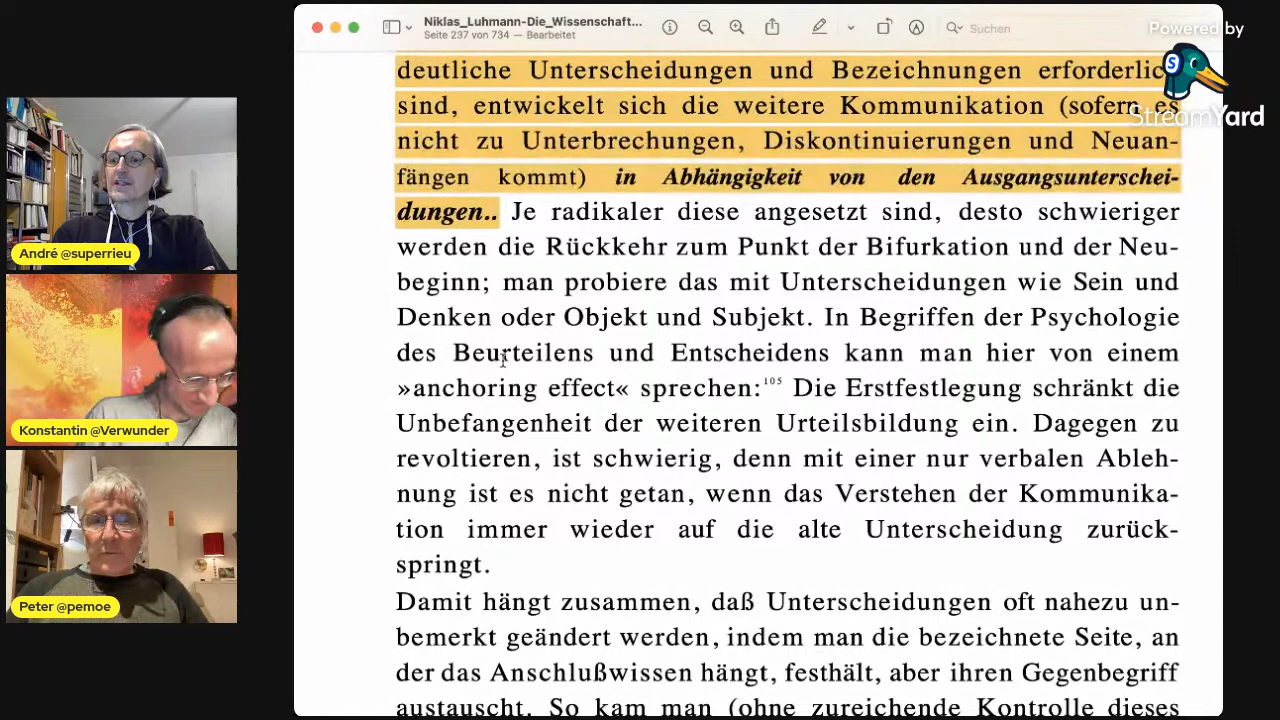 Niklas_Luhmann-Die_Wissenschaft...
Seite 237 von 734 — Bearbeitet
Suchen
Powered by
StreamYard
deutliche Unterscheidungen und Bezeichnungen erforderlich
sind, entwickelt sich die weitere Kommunikation (sofern es
nicht zu Unterbrechungen, Diskontinuierungen und Neuan-
fängen kommt) in Abhängigkeit von den Ausgangsunterschei-
dungen.. Je radikaler diese angesetzt sind, desto schwieriger
werden die Rückkehr zum Punkt der Bifurkation und der Neu-
beginn; man probiere das mit Unterscheidungen wie Sein und
Denken oder Objekt und Subjekt. In Begriffen der Psychologie
des Beurteilens und Entscheidens kann man hier von einem
»anchoring effect« sprechen:105 Die Erstfestlegung schränkt die
Unbefangenheit der weiteren Urteilsbildung ein. Dagegen zu
revoltieren, ist schwierig, denn mit einer nur verbalen Ableh-
nung ist es nicht getan, wenn das Verstehen der Kommunika-
tion immer wieder auf die alte Unterscheidung zurück-
springt.
Damit hängt zusammen, daß Unterscheidungen oft nahezu un-
bemerkt geändert werden, indem man die bezeichnete Seite, an
der das Anschlußwissen hängt, festhält, aber ihren Gegenbegriff
austauscht. So kam man (ohne zureichende Kontrolle dieses
André @superrieu
Konstantin @Verwunder
Peter @pemoe